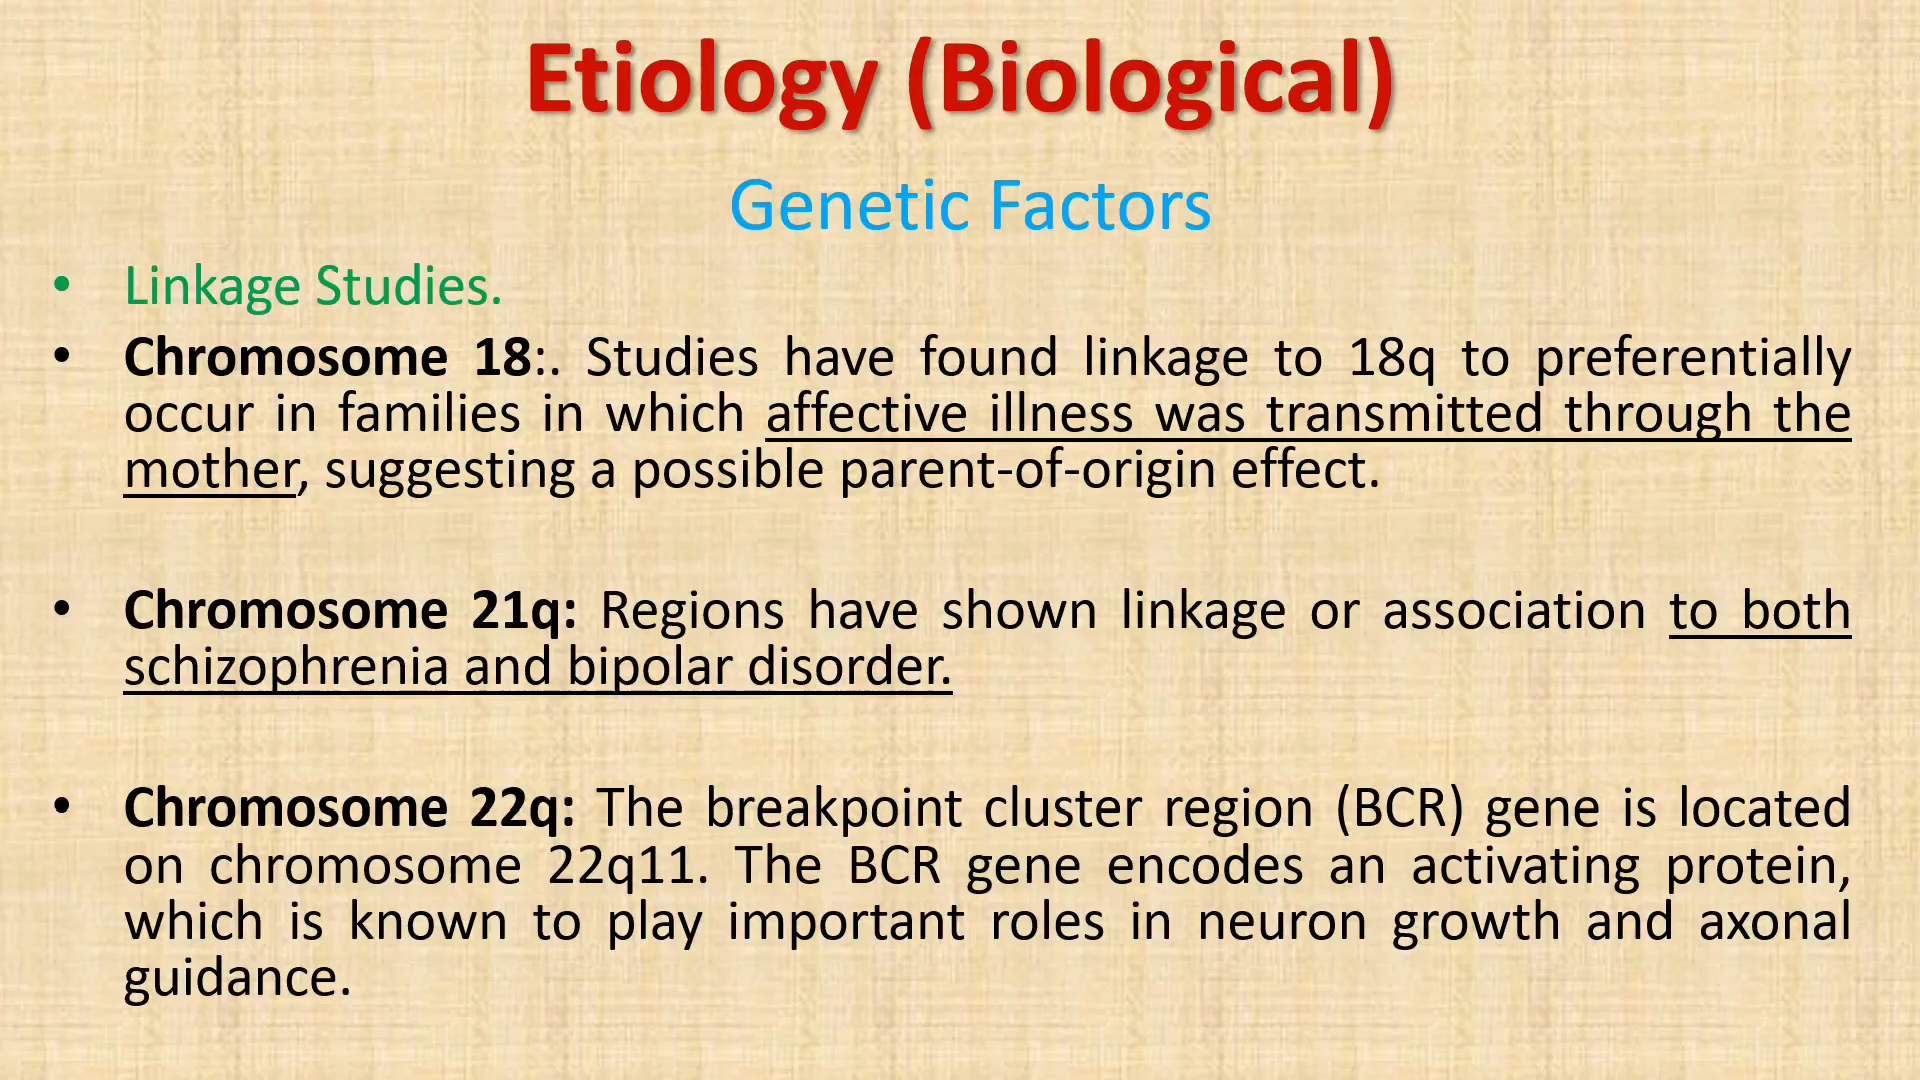 Etiology (Biological)
Genetic Factors
• Linkage Studies.
• Chromosome 18:. Studies have found linkage to 18q to preferentially
occur in families in which affective illness was transmitted through the
mother, suggesting a possible parent-of-origin effect.
• Chromosome 21q: Regions have shown linkage or association to both
schizophrenia and bipolar disorder.
• Chromosome 22q: The breakpoint cluster region (BCR) gene is located
on chromosome 22q11. The BCR gene encodes an activating protein,
which is known to play important roles in neuron growth and axonal
guidance.